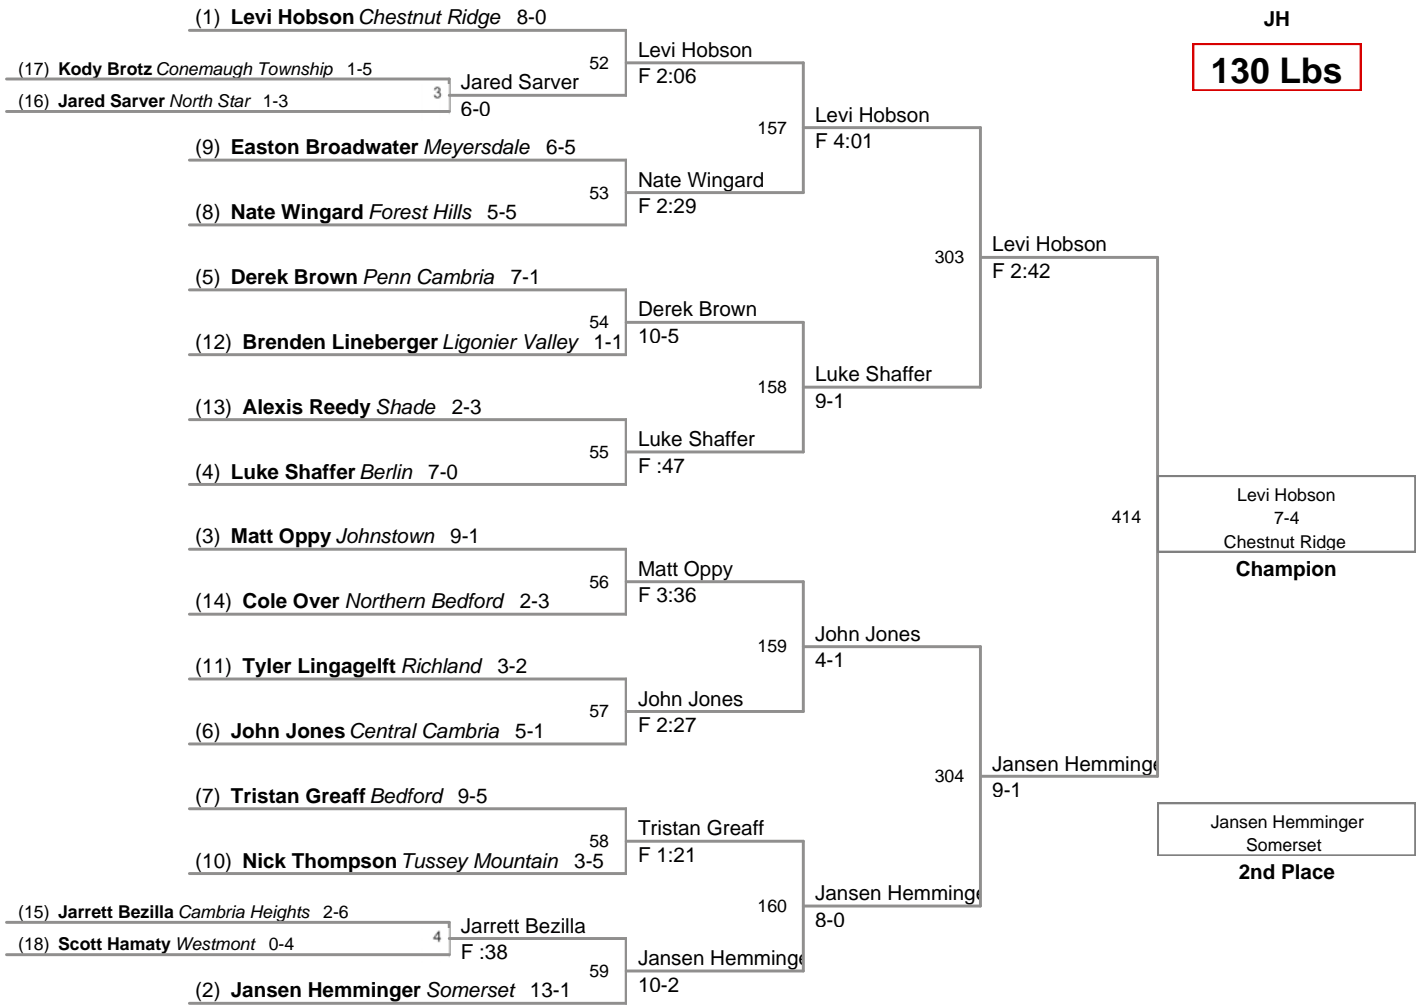 JH
130 Lbs
(1) Levi Hobson Chestnut Ridge 8-0
(17) Kody Brotz Conemaugh Township 1-5
(16) Jared Sarver North Star 1-3
3
Jared Sarver
6-0
52
Levi Hobson
F 2:06
(9) Easton Broadwater Meyersdale 6-5
(8) Nate Wingard Forest Hills 5-5
53
Nate Wingard
F 2:29
157
Levi Hobson
F 4:01
(5) Derek Brown Penn Cambria 7-1
(12) Brenden Lineberger Ligonier Valley 1-1
54
Derek Brown
10-5
(13) Alexis Reedy Shade 2-3
(4) Luke Shaffer Berlin 7-0
55
Luke Shaffer
F :47
158
Luke Shaffer
9-1
303
Levi Hobson
F 2:42
(3) Matt Oppy Johnstown 9-1
(14) Cole Over Northern Bedford 2-3
56
Matt Oppy
F 3:36
(11) Tyler Lingagelft Richland 3-2
(6) John Jones Central Cambria 5-1
57
John Jones
F 2:27
159
John Jones
4-1
(7) Tristan Greaff Bedford 9-5
(10) Nick Thompson Tussey Mountain 3-5
58
Tristan Greaff
F 1:21
(15) Jarrett Bezilla Cambria Heights 2-6
(18) Scott Hamaty Westmont 0-4
4
Jarrett Bezilla
F :38
(2) Jansen Hemminger Somerset 13-1
59
Jansen Hemminge
10-2
160
Jansen Hemminge
8-0
304
Jansen Hemminge
9-1
414
Levi Hobson
7-4
Chestnut Ridge
Champion
Jansen Hemminger
Somerset
2nd Place